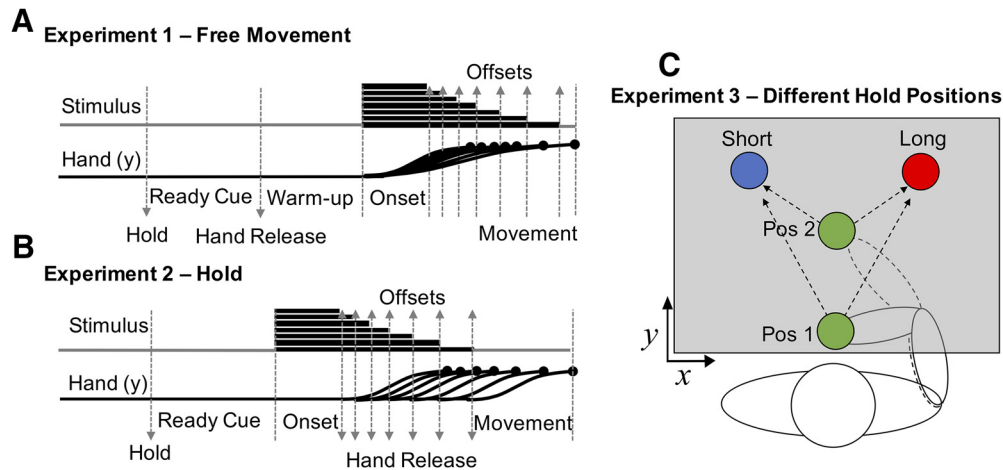 A
Experiment 1 – Free Movement
Offsets
Stimulus
Hand (y)
Ready Cue
Warm-up
Onset
Hold
Hand Release
Movement
B
Experiment 2 – Hold
Offsets
Stimulus
Hand (y)
Ready Cue
Onset
Movement
Hold
Hand Release
C
Experiment 3 – Different Hold Positions
Short
Long
Pos 2
Pos 1
y
x